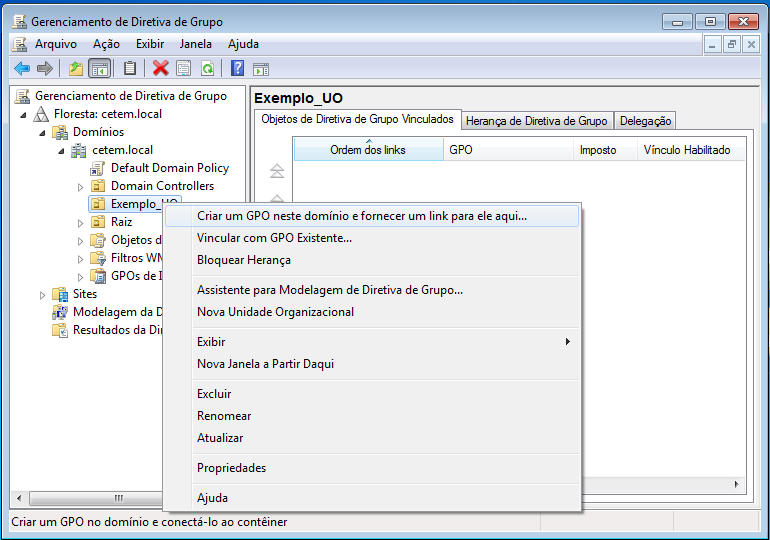 Gerenciamento de Diretiva de Grupo
Arquivo Ação Exibir Janela Ajuda
Gerenciamento de Diretiva de Grupo
Floresta: cetem.local
Domínios
cetem.local
Default Domain Policy
Domain Controllers
Exemplo_UO
Raiz
Objetos d
Filtros WM
GPOs de I
Sites
Modelagem da D
Resultados da Dir
Exemplo_UO
Objetos de Diretiva de Grupo Vinculados Herança de Diretiva de Grupo Delegação
Ordem dos links GPO Imposto Vínculo Habilitado
Criar um GPO neste domínio e fornecer um link para ele aqui...
Vincular com GPO Existente...
Bloquear Herança
Assistente para Modelagem de Diretiva de Grupo...
Nova Unidade Organizacional
Exibir
Nova Janela a Partir Daqui
Excluir
Renomear
Atualizar
Propriedades
Ajuda
Criar um GPO no domínio e conectá-lo ao contêiner